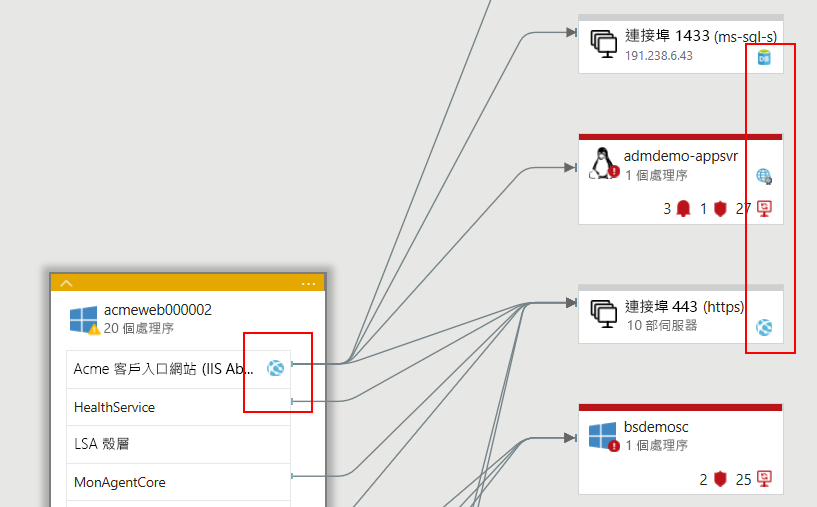 連接埠 1433 (ms-sql-s)
191.238.6.43
admdemo-appsvr
1 個處理序
3 1 27
acmeweb000002
20 個處理序
連接埠 443 (https)
10 部伺服器
Acme 客戶入口網站 (IIS Ab...
HealthService
LSA 殼層
MonAgentCore
bsdemosc
1 個處理序
2 25